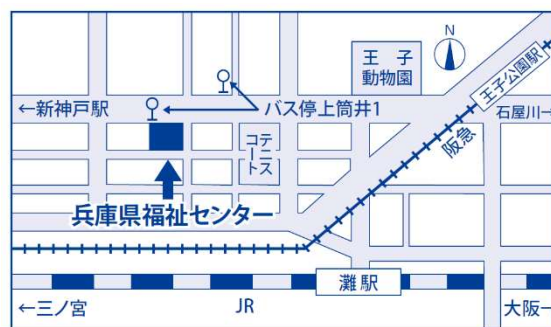 N
王子
動物園
王子公園駅
←新神戸駅
バス停上筒井1
石屋川→
阪急
テニス
コート
兵庫県福祉センター
灘駅
←三ノ宮
JR
大阪→